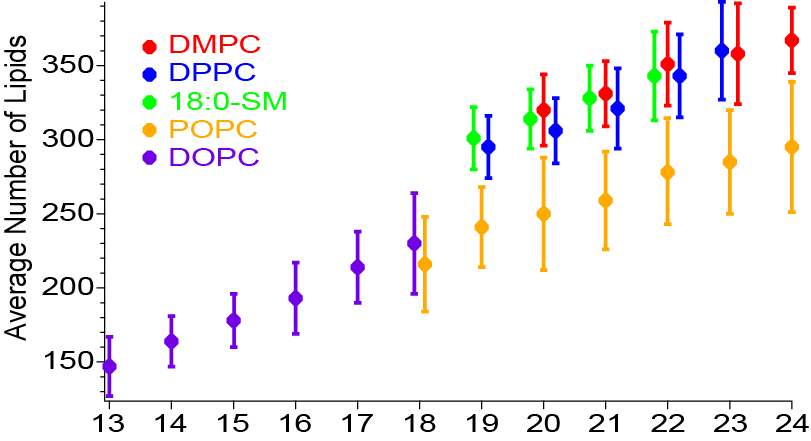 Average Number of Lipids
350
300
250
200
150
DMPC
DPPC
18:0-SM
POPC
DOPC
13 14 15 16 17 18 19 20 21 22 23 24